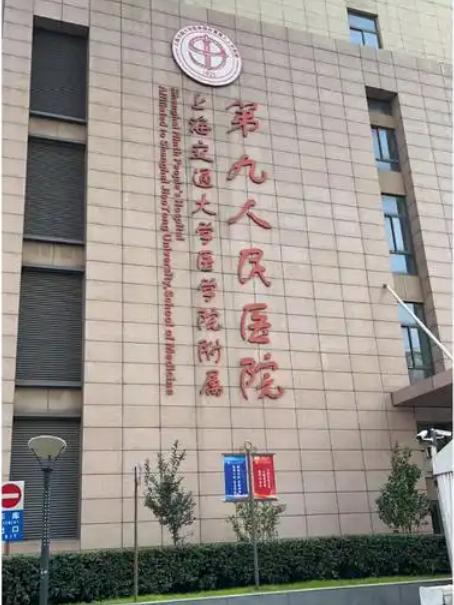 第九人民医院
上海交通大学医学院附属
Shanghai Ninth People's Hospital
Affiliated to Shanghai JiaoTong University, School of Medicine